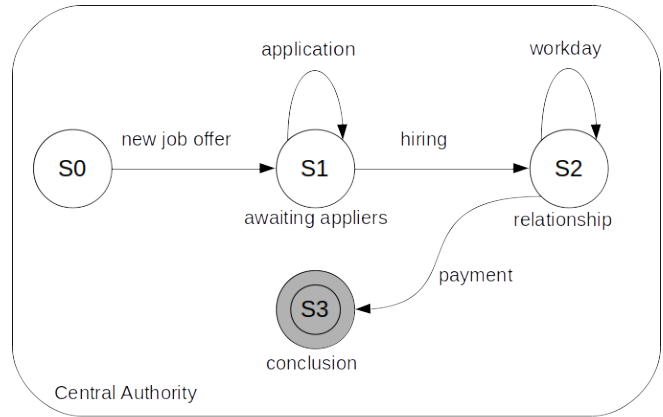 application
workday
new job offer
hiring
S0
S1
S2
awaiting appliers
relationship
payment
S3
conclusion
Central Authority